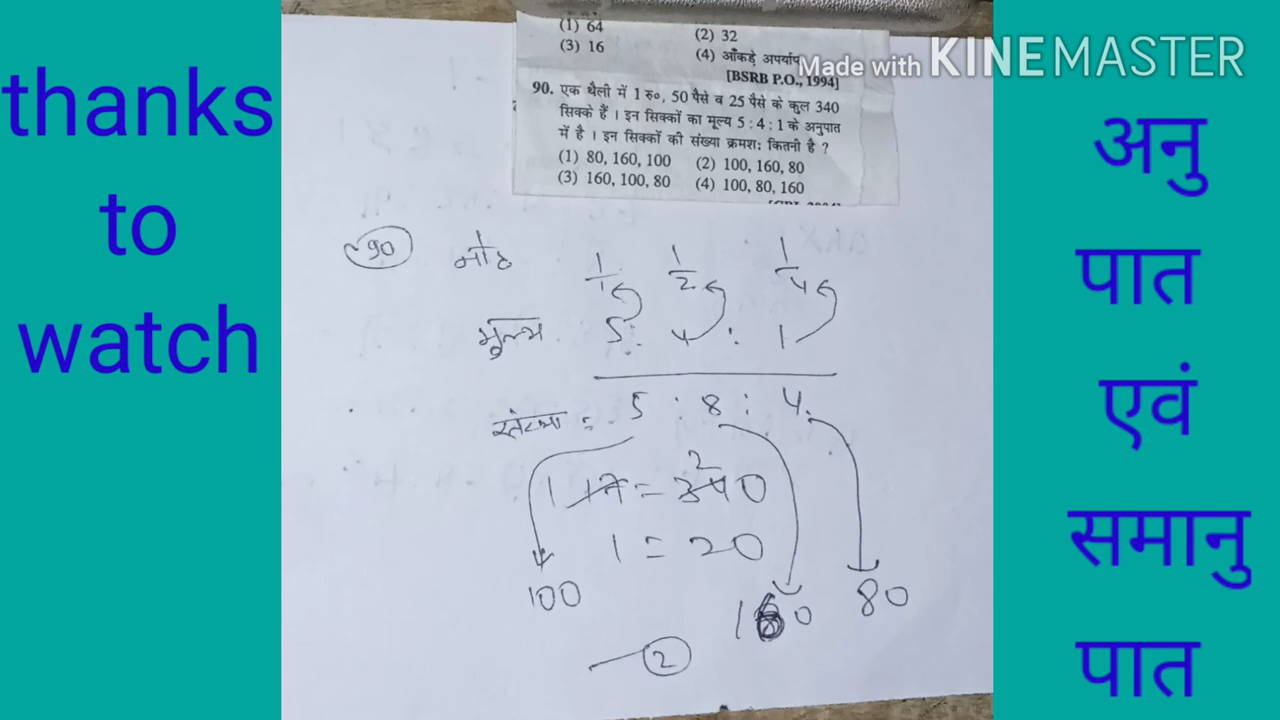 thanks
to
watch
(1) 64
(2) 32
(3) 16
(4) आँकड़े अपर्याप्
[BSRB P.O., 1994]
Made with KINEMASTER
90. एक थैली में 1 रु०, 50 पैसे व 25 पैसे के कुल 340
सिक्के हैं । इन सिक्कों का मूल्य 5 : 4 : 1 के अनुपात
में है । इन सिक्कों की संख्या क्रमशः कितनी है ?
(1) 80, 160, 100 (2) 100, 160, 80
(3) 160, 100, 80 (4) 100, 80, 160
90 नोट 1/1 1/2 1/4
मूल्य 5 : 4 : 1
संख्या = 5 : 8 : 4
17 = 340 2
1 = 20
100 160 80
2
अनु
पात
एवं
समानु
पात